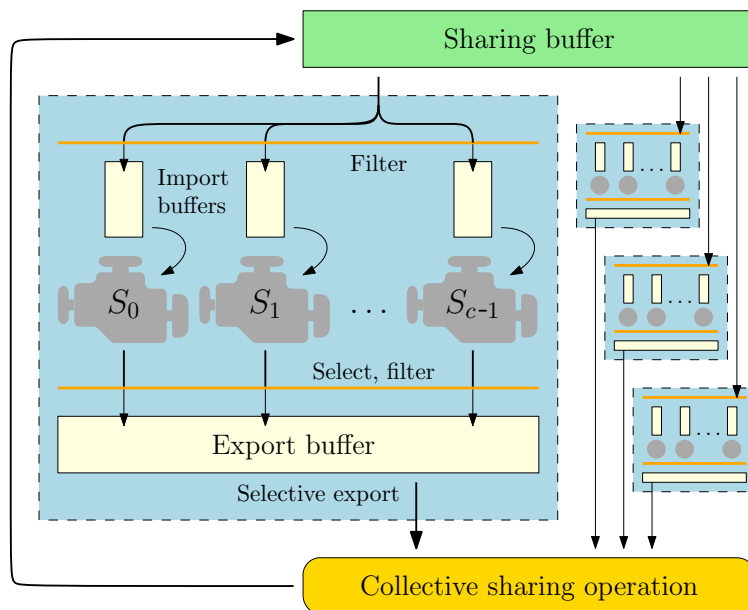 Sharing buffer
Filter
Import
buffers
S0 S1 ... Sc-1
Select, filter
Export buffer
Selective export
Collective sharing operation
...
...
...